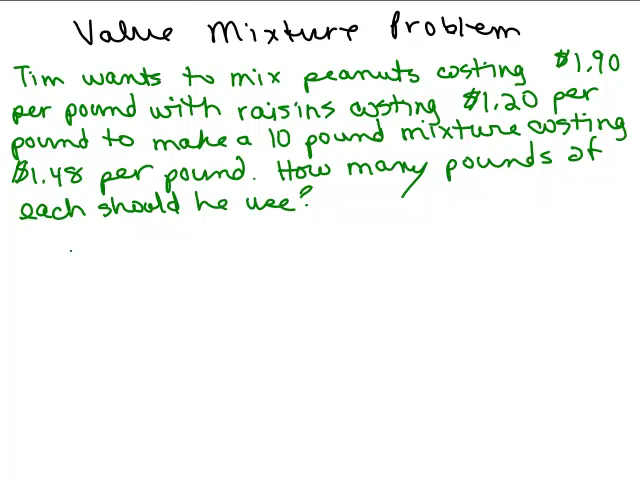 Value Mixture Problem
Tim wants to mix peanuts costing $1.90
per pound with raisins costing $1.20 per
pound to make a 10 pound mixture costing
$1.48 per pound. How many pounds of
each should he use?